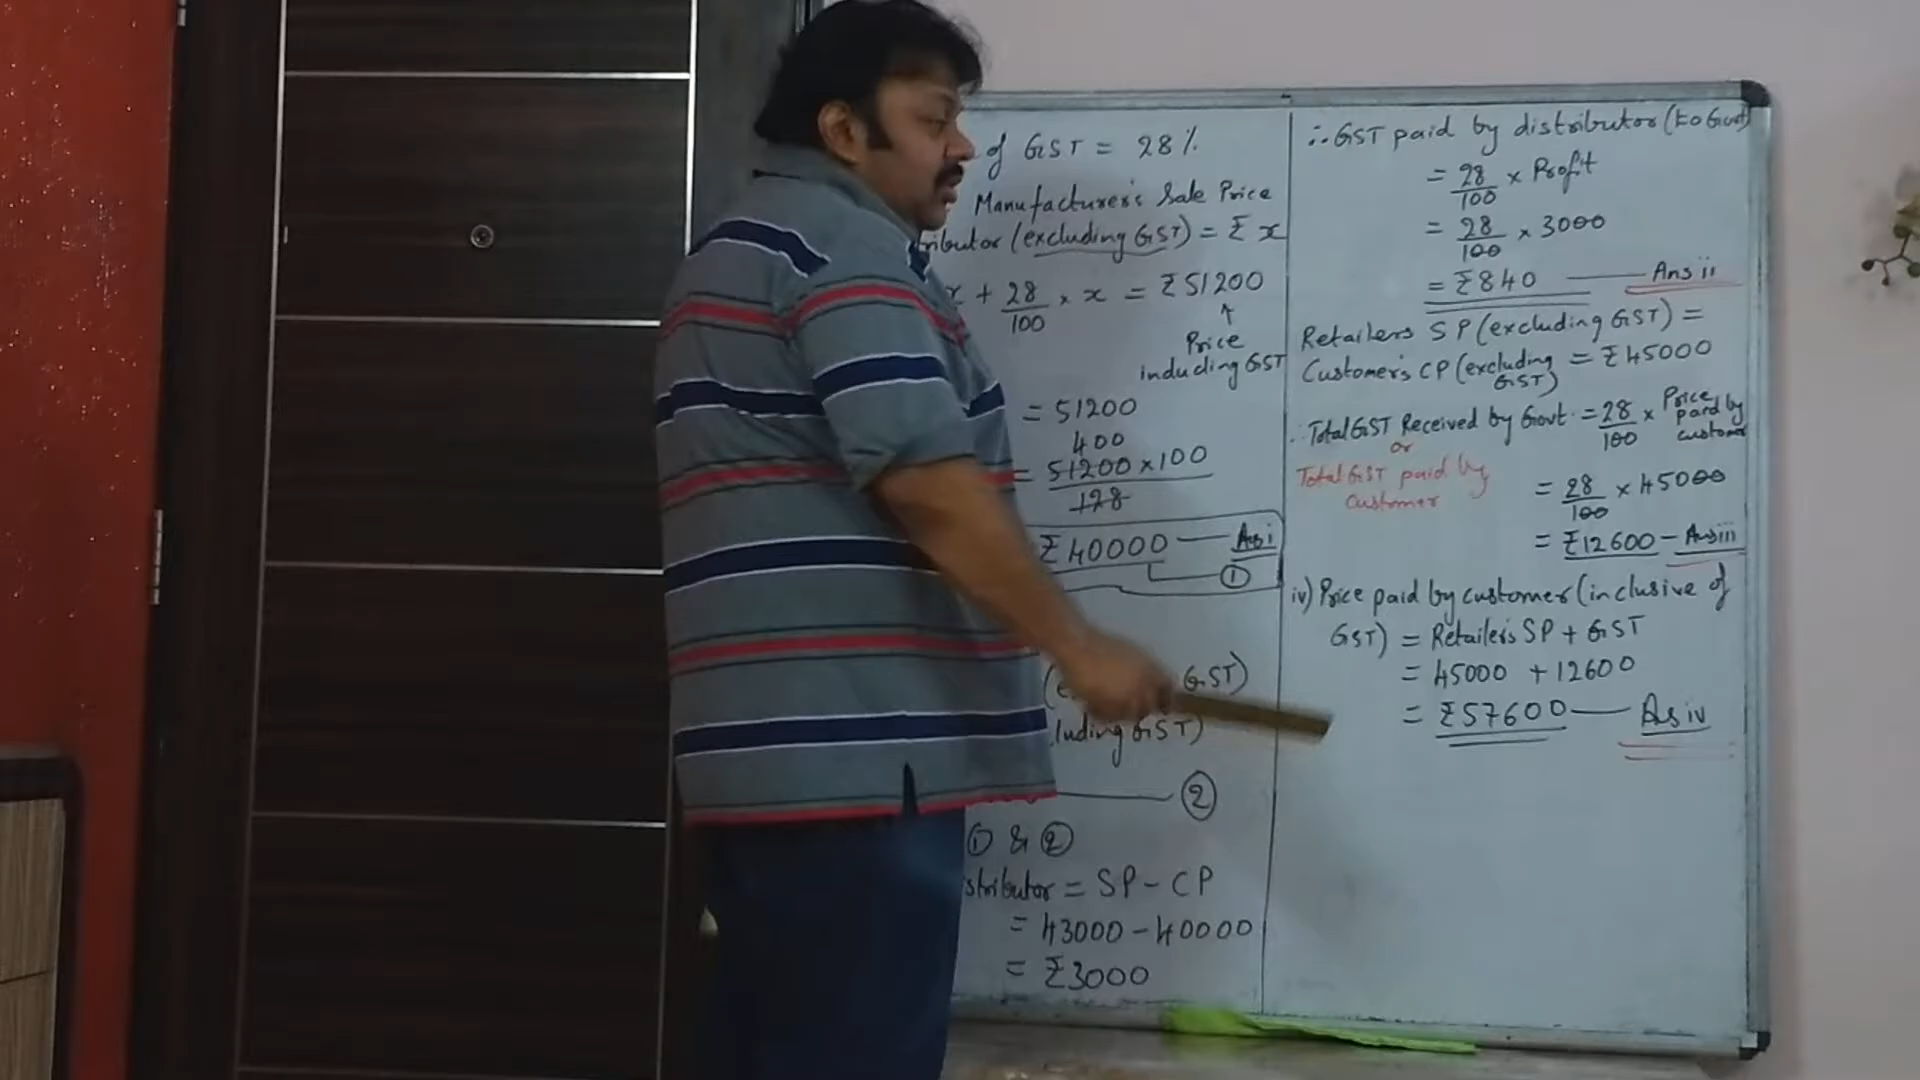 of GST = 28%
Manufacturer's Sale Price
tributor (excluding GST) = ₹ x
x + 28/100 × x = ₹51200
↑
Price
including GST
= 51200
400
= 51200×100
128
₹40000 — Ans i
①
GST)
luding GST)
②
① & ②
stributor = SP - CP
= 43000 - 40000
= ₹3000
∴ GST paid by distributor (to Govt)
= 28/100 × Profit
= 28/100 × 3000
= ₹840 — Ans ii
Retailers SP (excluding GST) =
Customer's CP (excluding GST) = ₹45000
∴ Total GST Received by Govt. = 28/100 × Price paid by customer
or
Total GST paid by
customer
= 28/100 × 45000
= ₹12600 - Ans iii
iv) Price paid by customer (inclusive of
GST) = Retailer's SP + GST
= 45000 + 12600
= ₹57600 — Ans iv